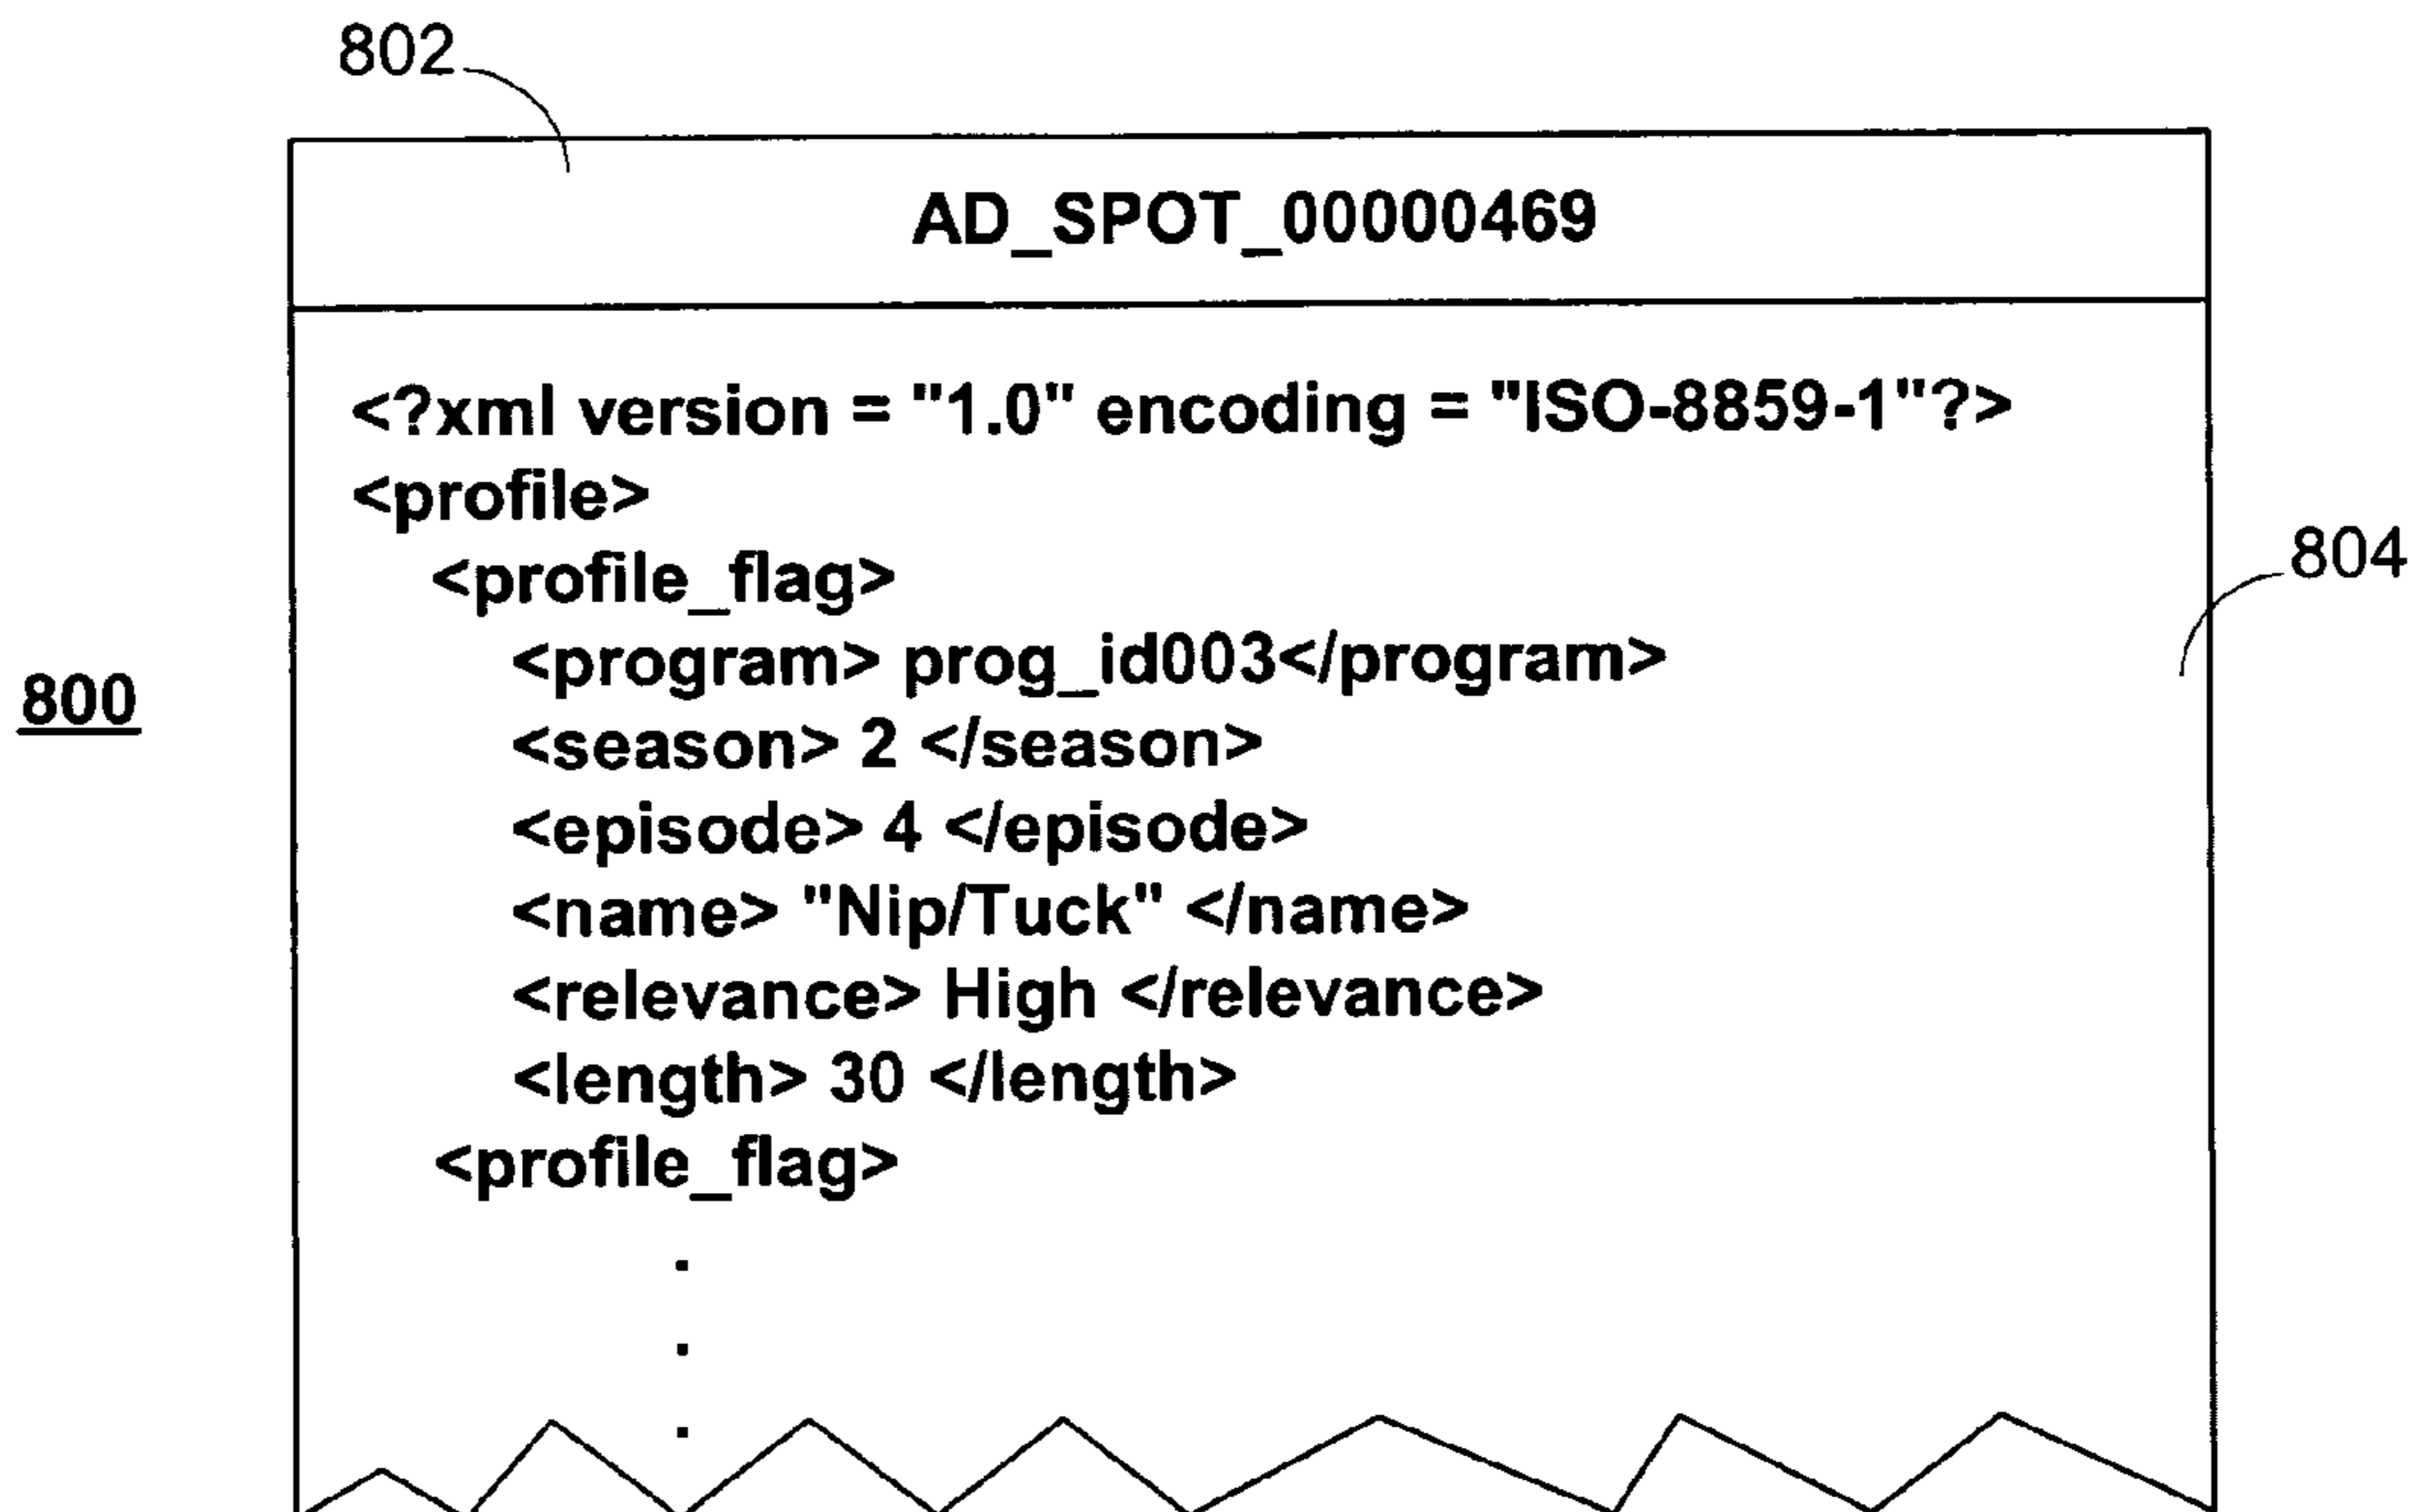 802
AD_SPOT_00000469
<?xml version = "1.0" encoding = "ISO-8859-1"?>
<profile>
<profile_flag>
<program> prog_id003</program>
<season> 2 </season>
<episode> 4 </episode>
<name> "Nip/Tuck" </name>
<relevance> High </relevance>
<length> 30 </length>
<profile_flag>
.
.
.
804
800